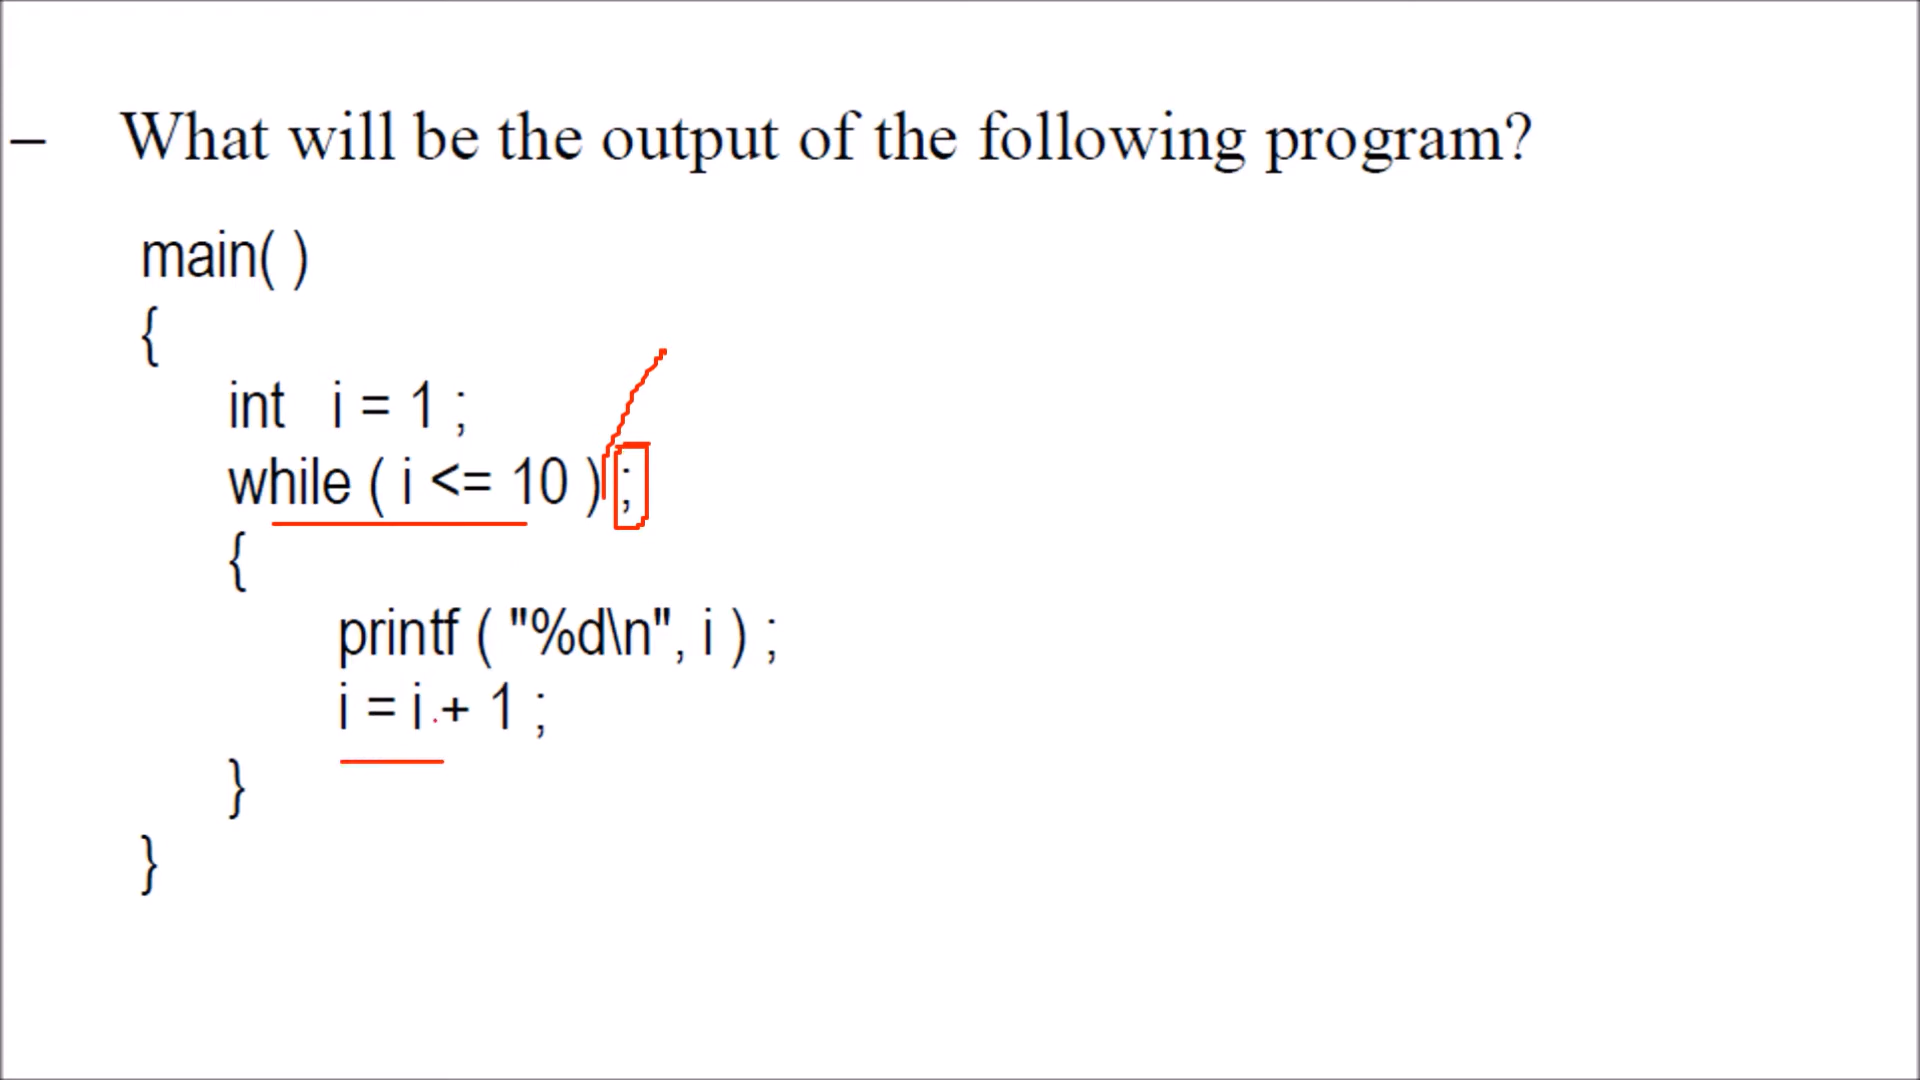 – What will be the output of the following program?
main( )
{
int i = 1 ;
while ( i <= 10 ) ;
{
printf ( "%d\n", i ) ;
i = i + 1 ;
}
}